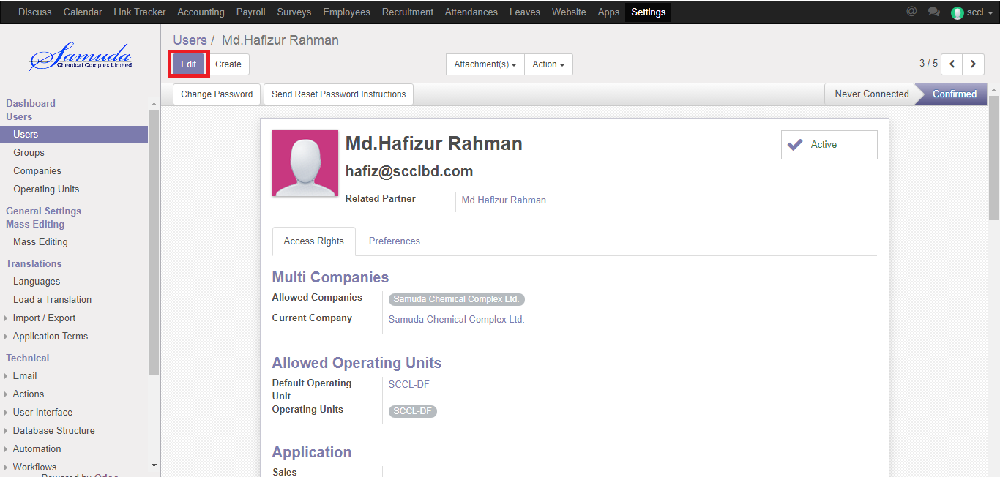 Discuss Calendar Link Tracker Accounting Payroll Surveys Employees Recruitment Attendances Leaves Website Apps Settings @ sccl
Samuda
Chemical Complex Limited
Users / Md.Hafizur Rahman
Edit Create Attachment(s) Action 3 / 5
Change Password Send Reset Password Instructions Never Connected Confirmed
Dashboard
Users
Users
Groups
Companies
Operating Units
General Settings
Mass Editing
Mass Editing
Translations
Languages
Load a Translation
Import / Export
Application Terms
Technical
Email
Actions
User Interface
Database Structure
Automation
Workflows
Powered by Odoo
Md.Hafizur Rahman
Active
hafiz@scclbd.com
Related Partner Md.Hafizur Rahman
Access Rights Preferences
Multi Companies
Allowed Companies Samuda Chemical Complex Ltd.
Current Company Samuda Chemical Complex Ltd.
Allowed Operating Units
Default Operating Unit SCCL-DF
Operating Units SCCL-DF
Application
Sales